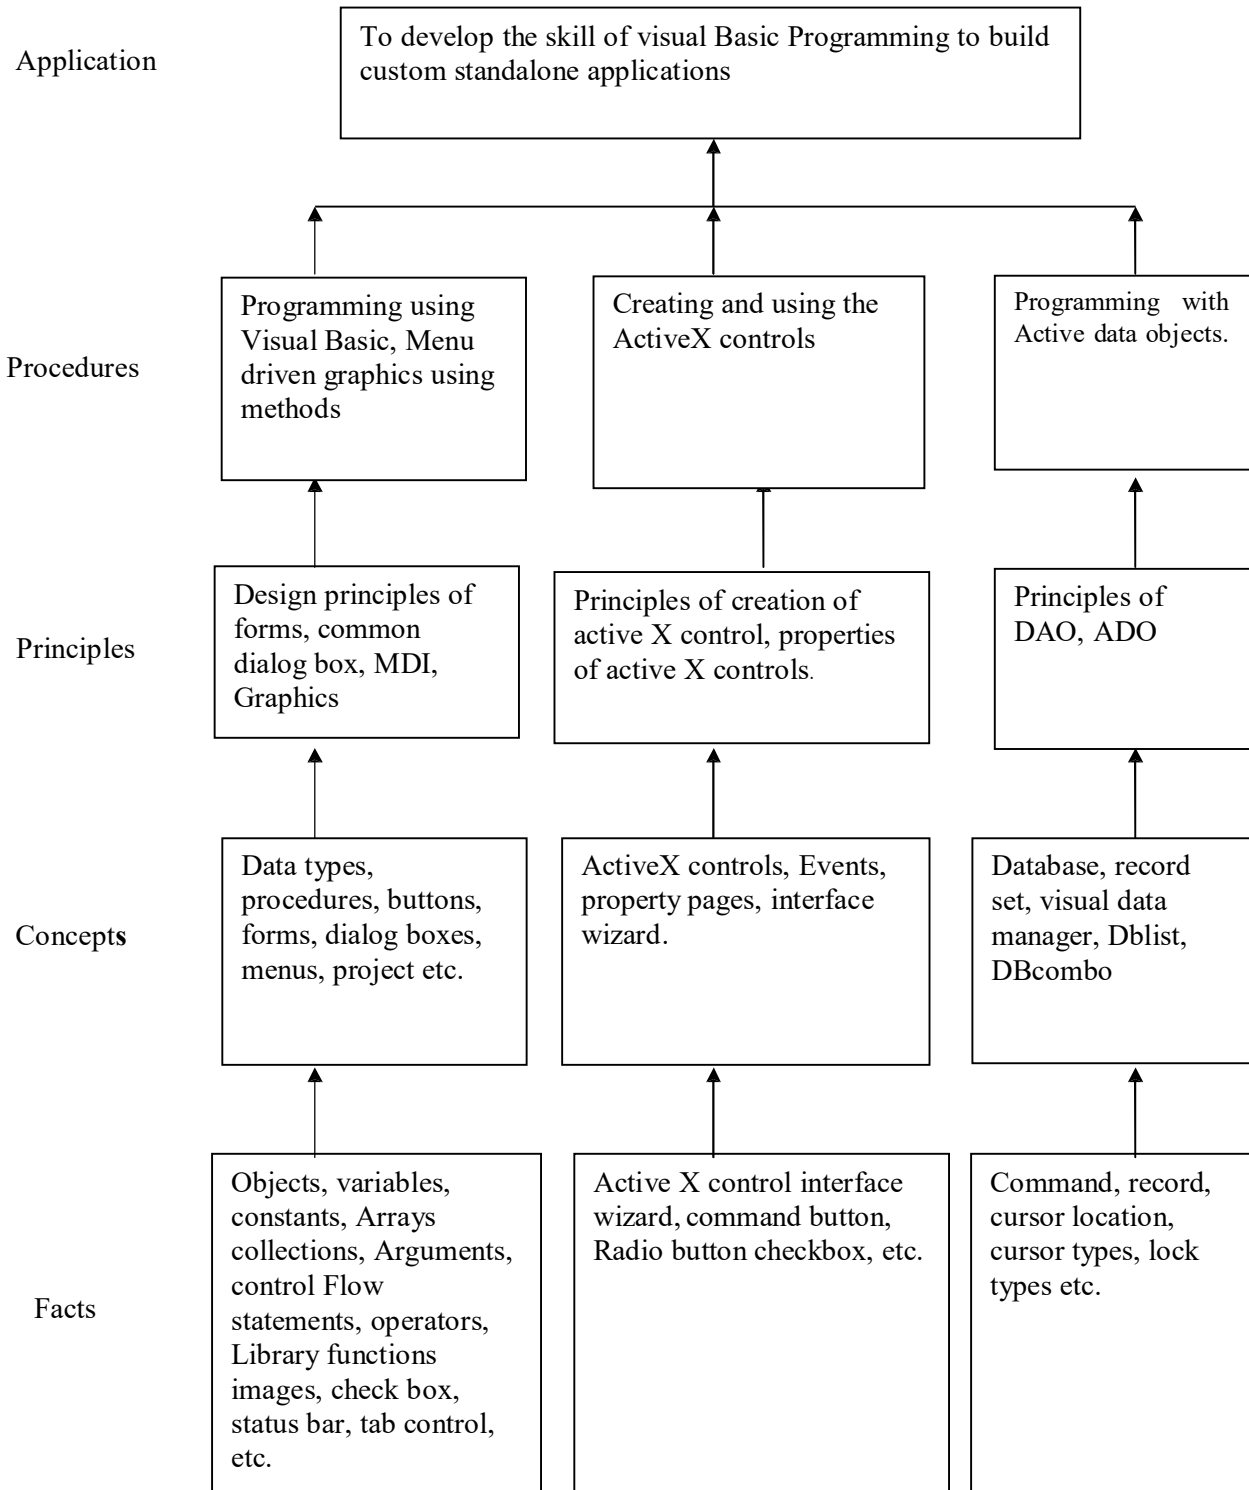 Application
To develop the skill of visual Basic Programming to build
custom standalone applications
Procedures
Programming using
Visual Basic, Menu
driven graphics using
methods
Creating and using the
ActiveX controls
Programming with
Active data objects.
Principles
Design principles of
forms, common
dialog box, MDI,
Graphics
Principles of creation of
active X control, properties
of active X controls.
Principles of
DAO, ADO
Concepts
Data types,
procedures, buttons,
forms, dialog boxes,
menus, project etc.
ActiveX controls, Events,
property pages, interface
wizard.
Database, record
set, visual data
manager, Dblist,
DBcombo
Facts
Objects, variables,
constants, Arrays
collections, Arguments,
control Flow
statements, operators,
Library functions
images, check box,
status bar, tab control,
etc.
Active X control interface
wizard, command button,
Radio button checkbox, etc.
Command, record,
cursor location,
cursor types, lock
types etc.